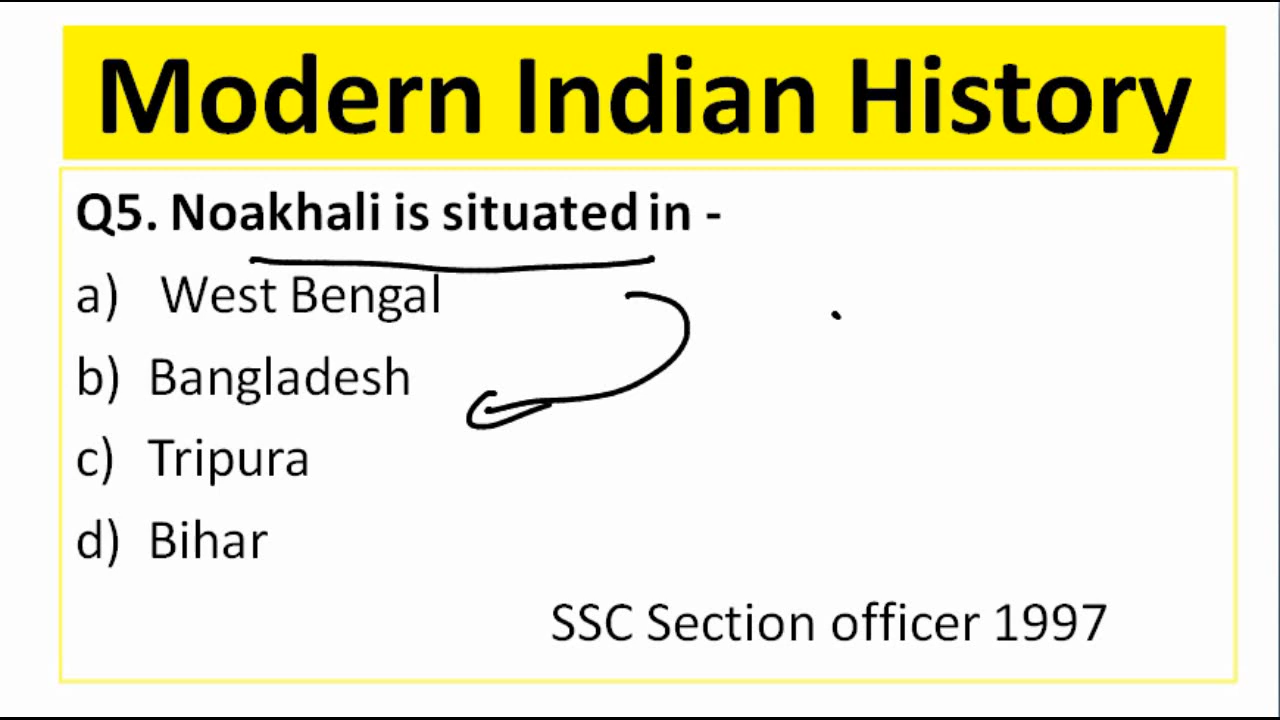 Modern Indian History
Q5. Noakhali is situated in -
a) West Bengal
b) Bangladesh
c) Tripura
d) Bihar
SSC Section officer 1997